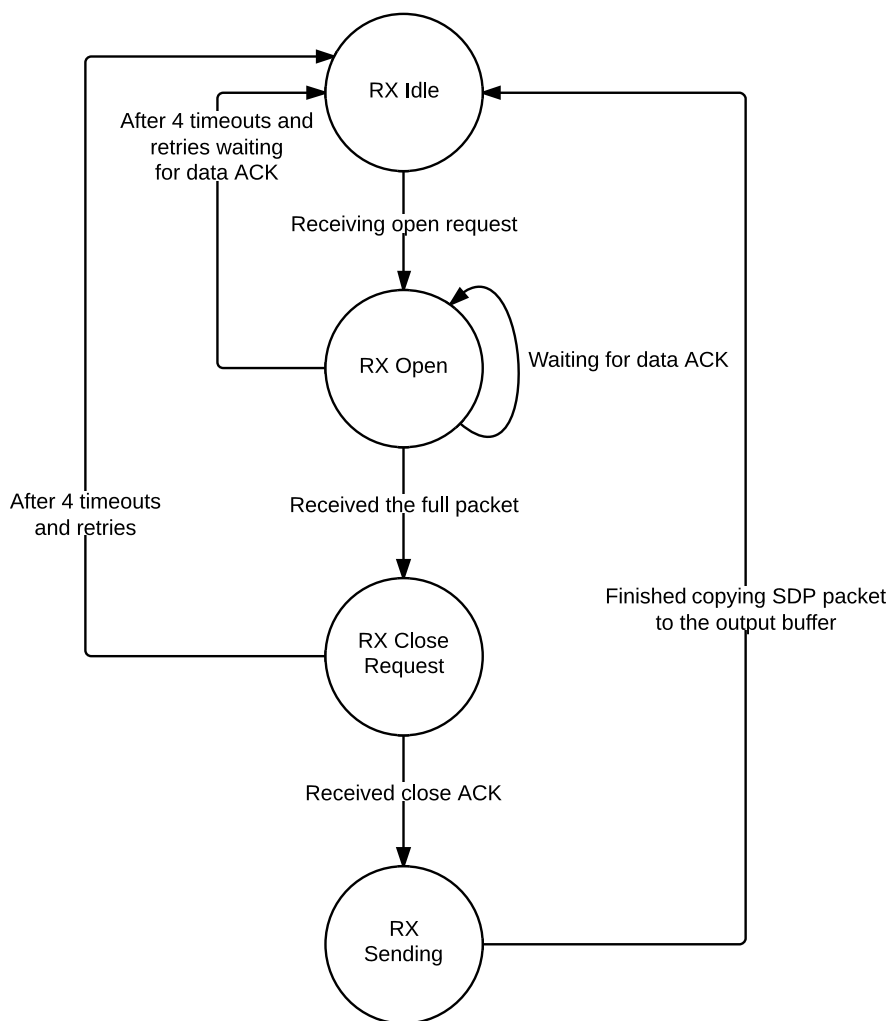 RX Idle
After 4 timeouts and
retries waiting
for data ACK
Receiving open request
RX Open
Waiting for data ACK
Received the full packet
After 4 timeouts
and retries
Finished copying SDP packet
to the output buffer
RX Close
Request
Received close ACK
RX
Sending